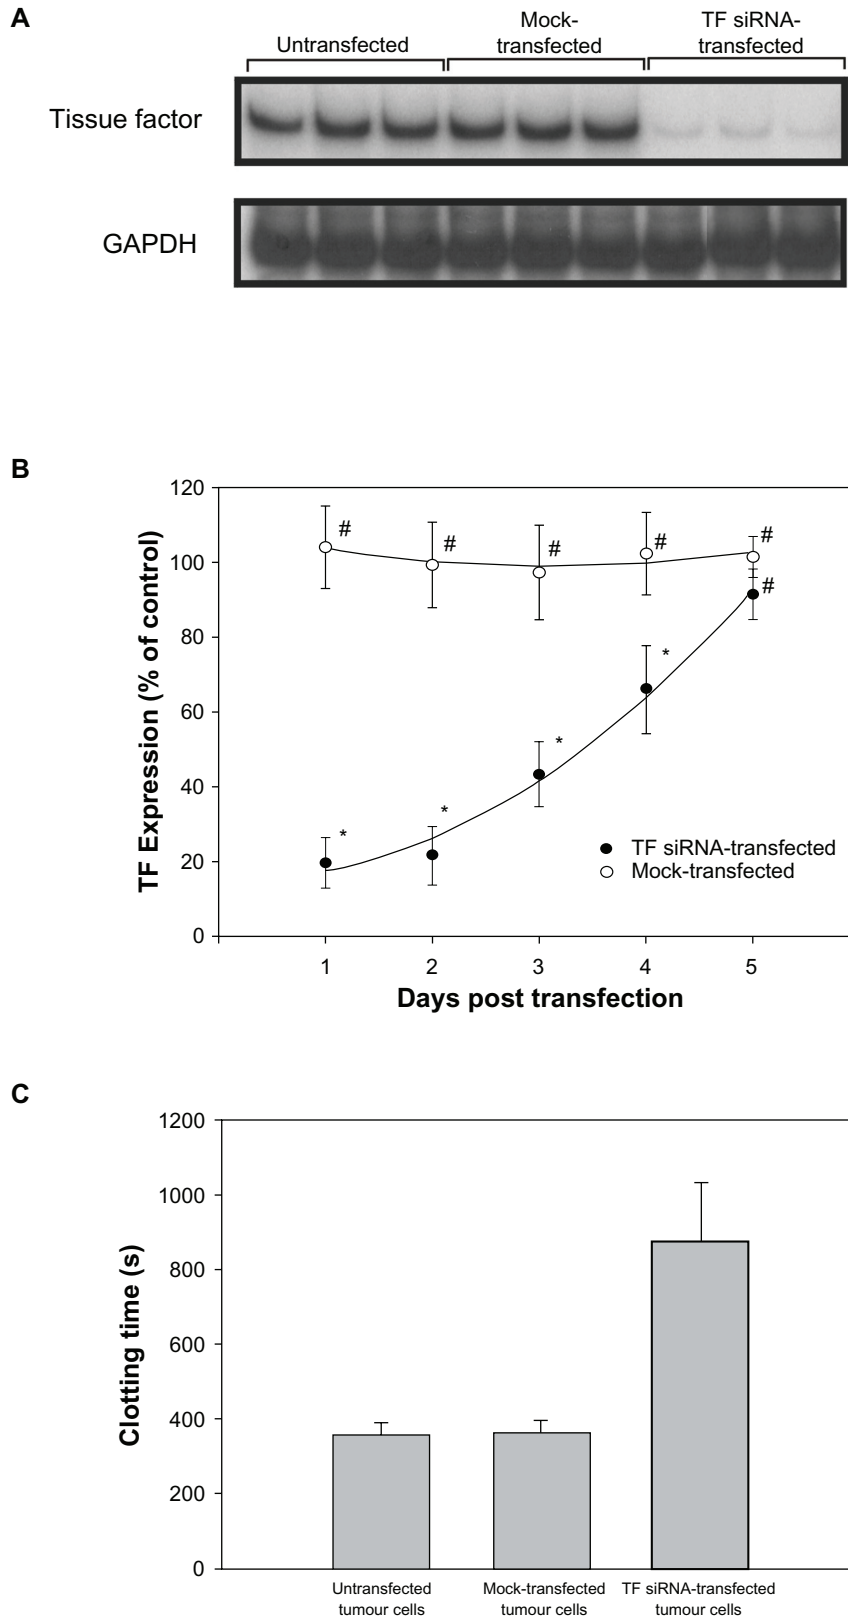 A
Untransfected
Mock-
transfected
TF siRNA-
transfected
Tissue factor
GAPDH
B
TF Expression (% of control)
120
100
80
60
40
20
0
#
#
#
#
#
#
*
*
*
*
TF siRNA-transfected
Mock-transfected
1 2 3 4 5
Days post transfection
C
Clotting time (s)
1200
1000
800
600
400
200
0
Untransfected
tumour cells
Mock-transfected
tumour cells
TF siRNA-transfected
tumour cells